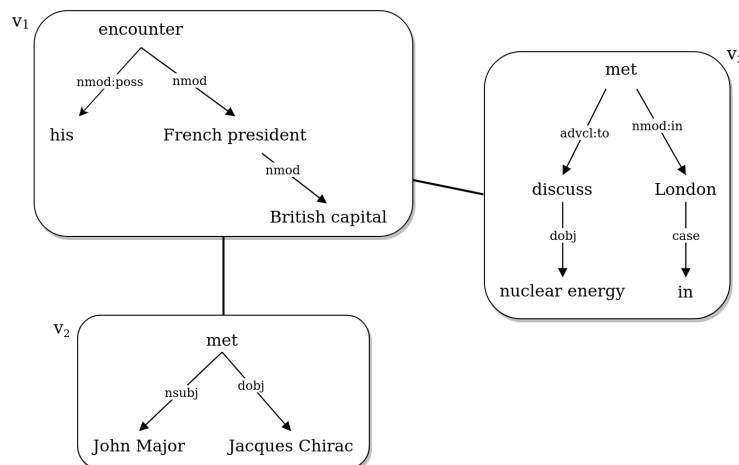 v1
encounter
nmod:poss
nmod
his
French president
nmod
British capital
met
advcl:to
nmod:in
discuss
London
dobj
case
nuclear energy
in
v2
met
nsubj
dobj
John Major
Jacques Chirac